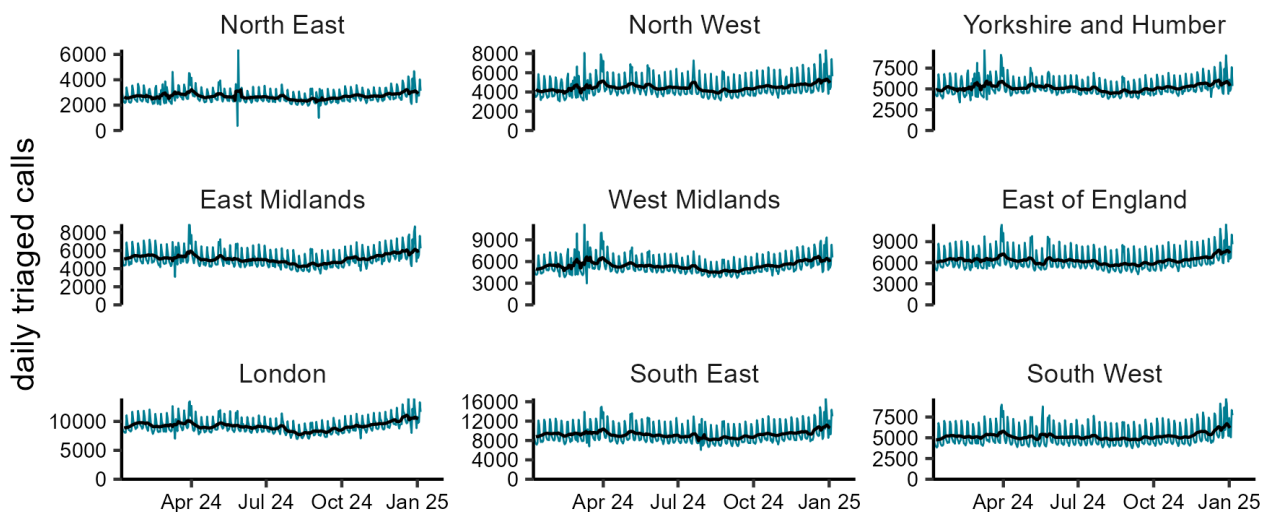 daily triaged calls
North East
6000
4000
2000
0
North West
8000
6000
4000
2000
0
Yorkshire and Humber
7500
5000
2500
0
East Midlands
8000
6000
4000
2000
0
West Midlands
9000
6000
3000
0
East of England
9000
6000
3000
0
London
10000
5000
0
Apr 24 Jul 24 Oct 24 Jan 25
South East
16000
12000
8000
4000
0
Apr 24 Jul 24 Oct 24 Jan 25
South West
7500
5000
2500
0
Apr 24 Jul 24 Oct 24 Jan 25